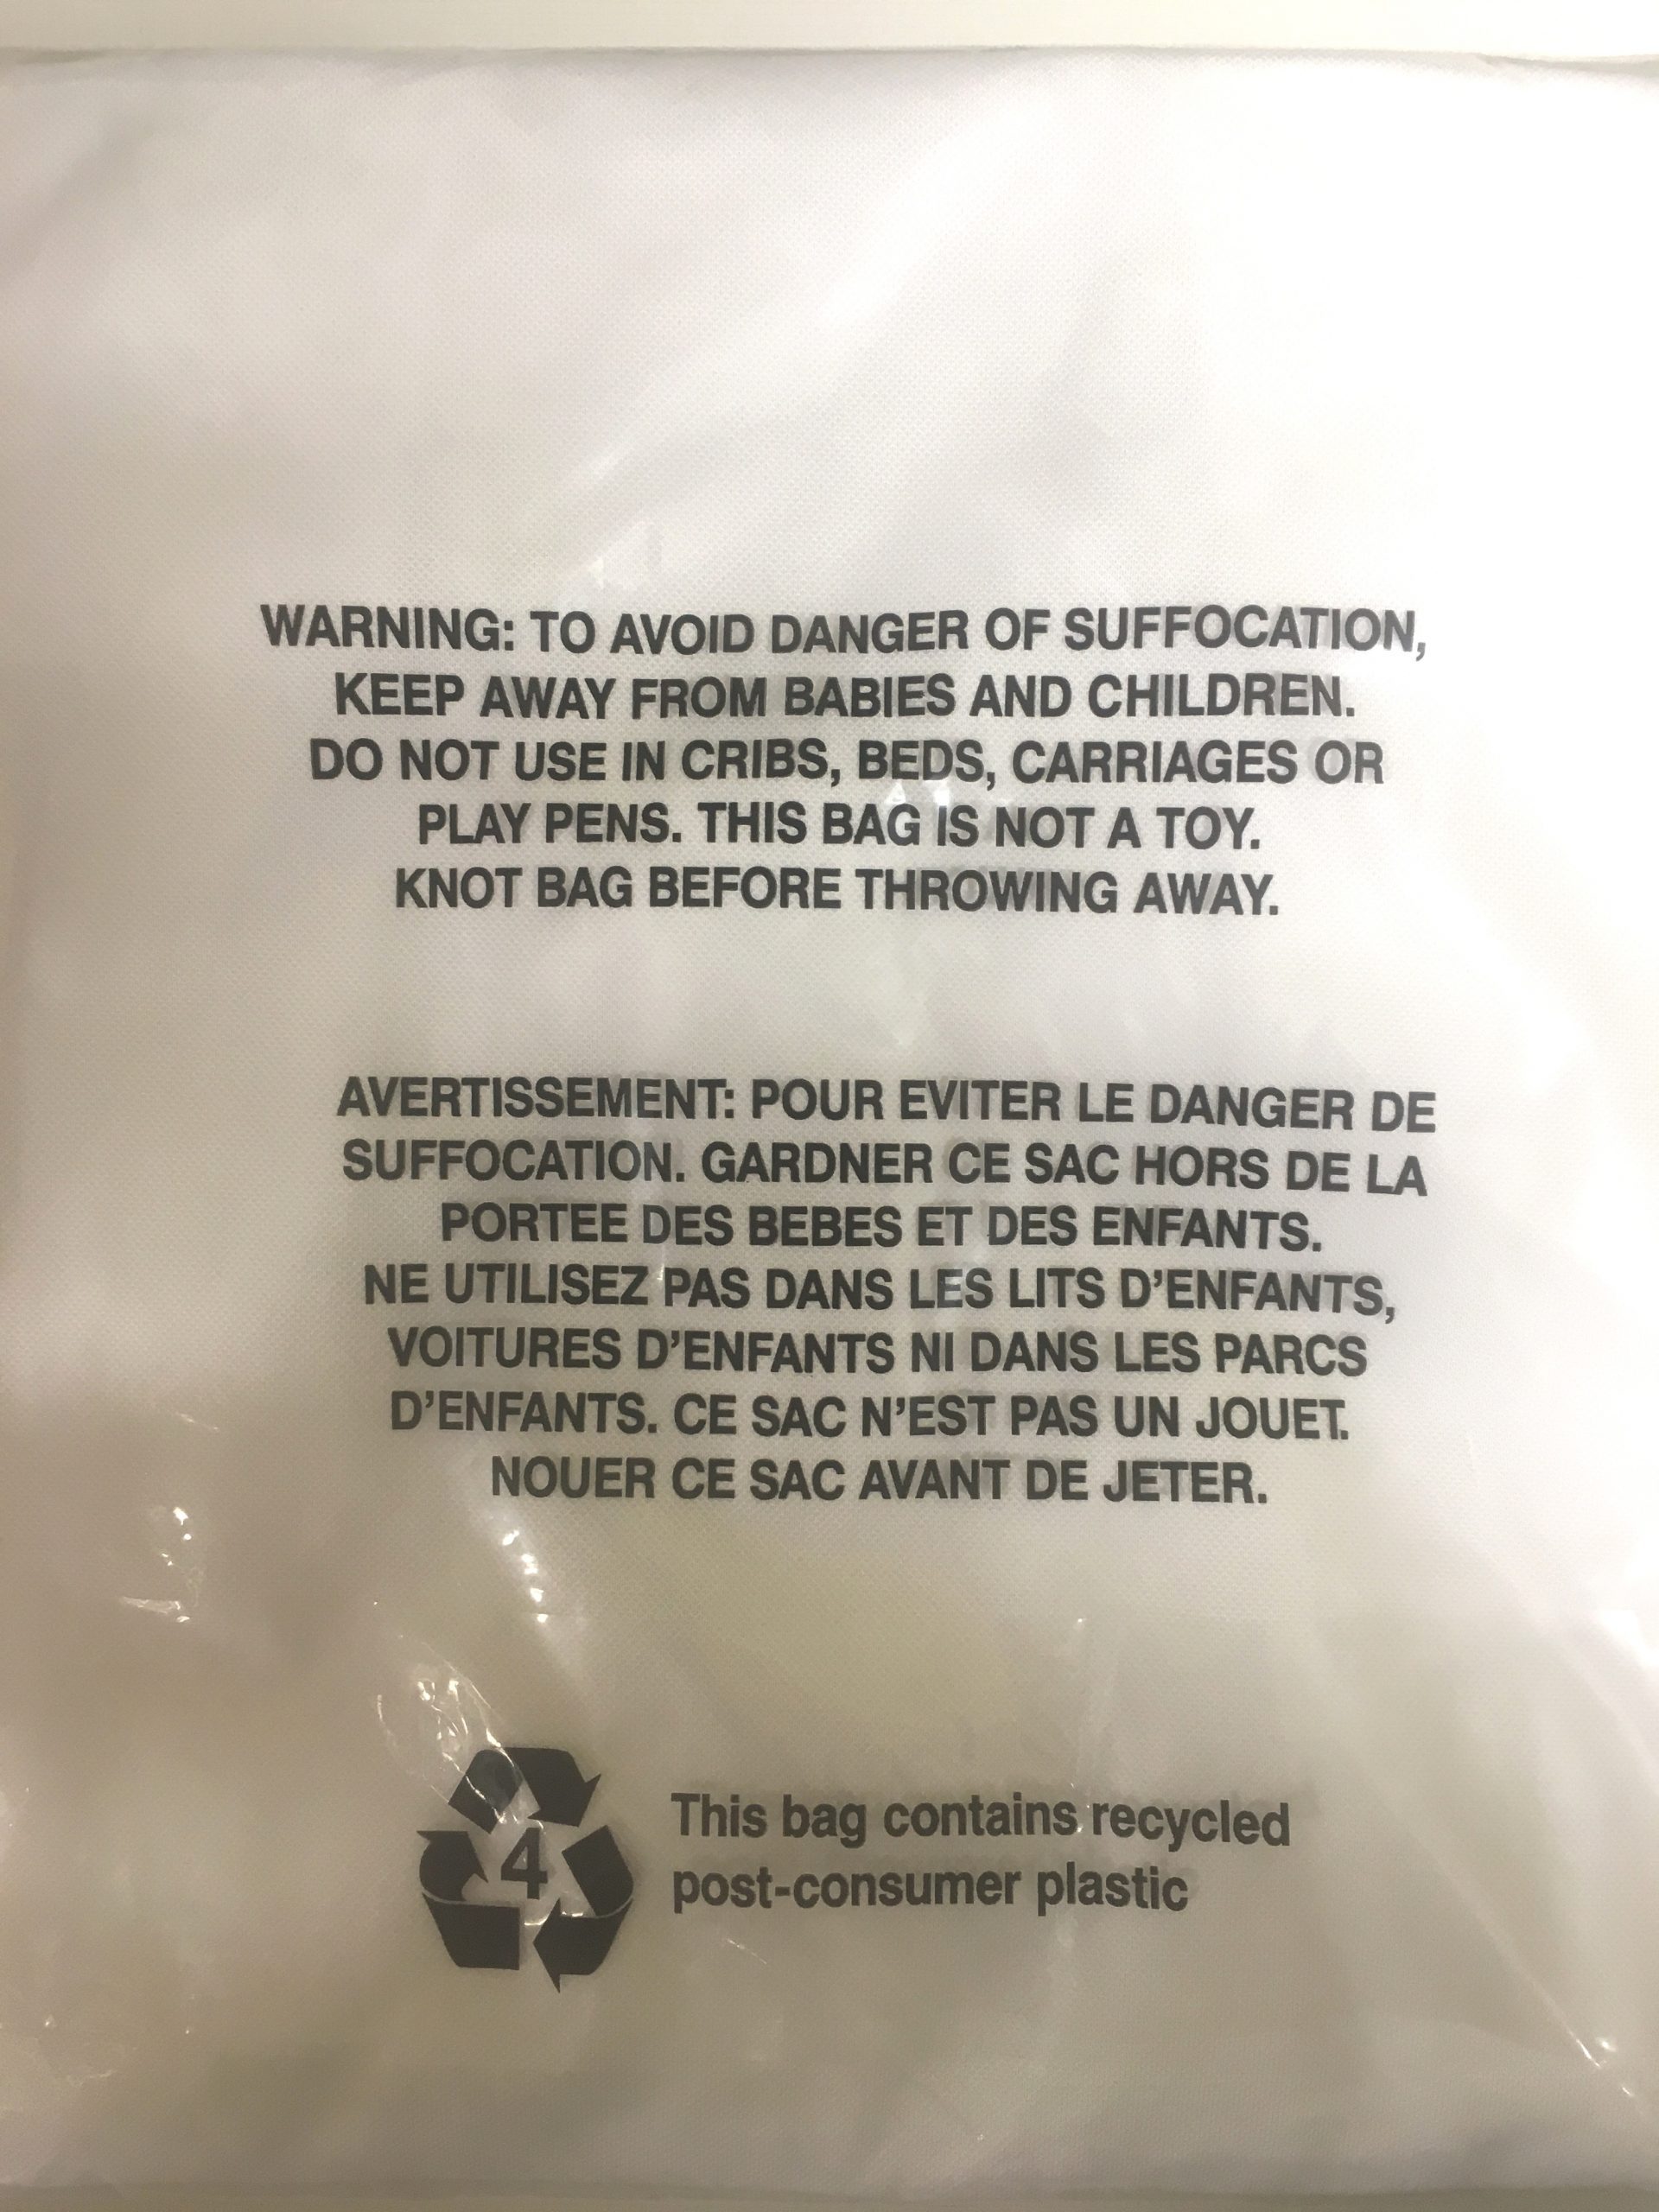 WARNING: TO AVOID DANGER OF SUFFOCATION,
KEEP AWAY FROM BABIES AND CHILDREN.
DO NOT USE IN CRIBS, BEDS, CARRIAGES OR
PLAY PENS. THIS BAG IS NOT A TOY.
KNOT BAG BEFORE THROWING AWAY.
AVERTISSEMENT: POUR EVITER LE DANGER DE
SUFFOCATION. GARDNER CE SAC HORS DE LA
PORTEE DES BEBES ET DES ENFANTS.
NE UTILISEZ PAS DANS LES LITS D'ENFANTS,
VOITURES D'ENFANTS NI DANS LES PARCS
D'ENFANTS. CE SAC N'EST PAS UN JOUET.
NOUER CE SAC AVANT DE JETER.
4
This bag contains recycled
post-consumer plastic